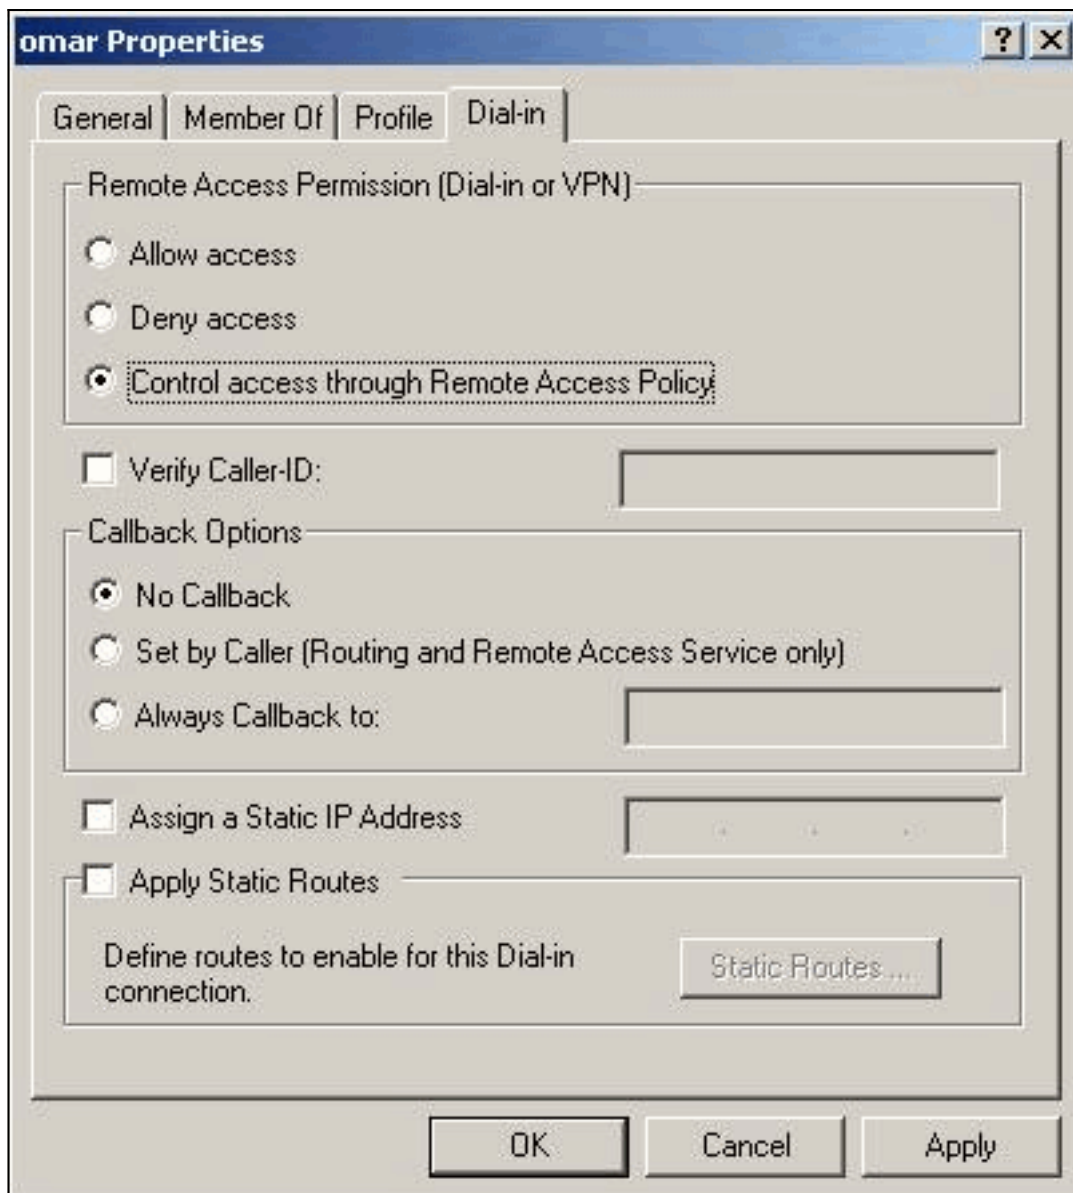 omar Properties
General Member Of Profile Dial-in
Remote Access Permission (Dial-in or VPN)
Allow access
Deny access
Control access through Remote Access Policy
Verify Caller-ID:
Callback Options
No Callback
Set by Caller (Routing and Remote Access Service only)
Always Callback to:
Assign a Static IP Address
Apply Static Routes
Define routes to enable for this Dial-in
connection.
Static Routes ...
OK Cancel Apply